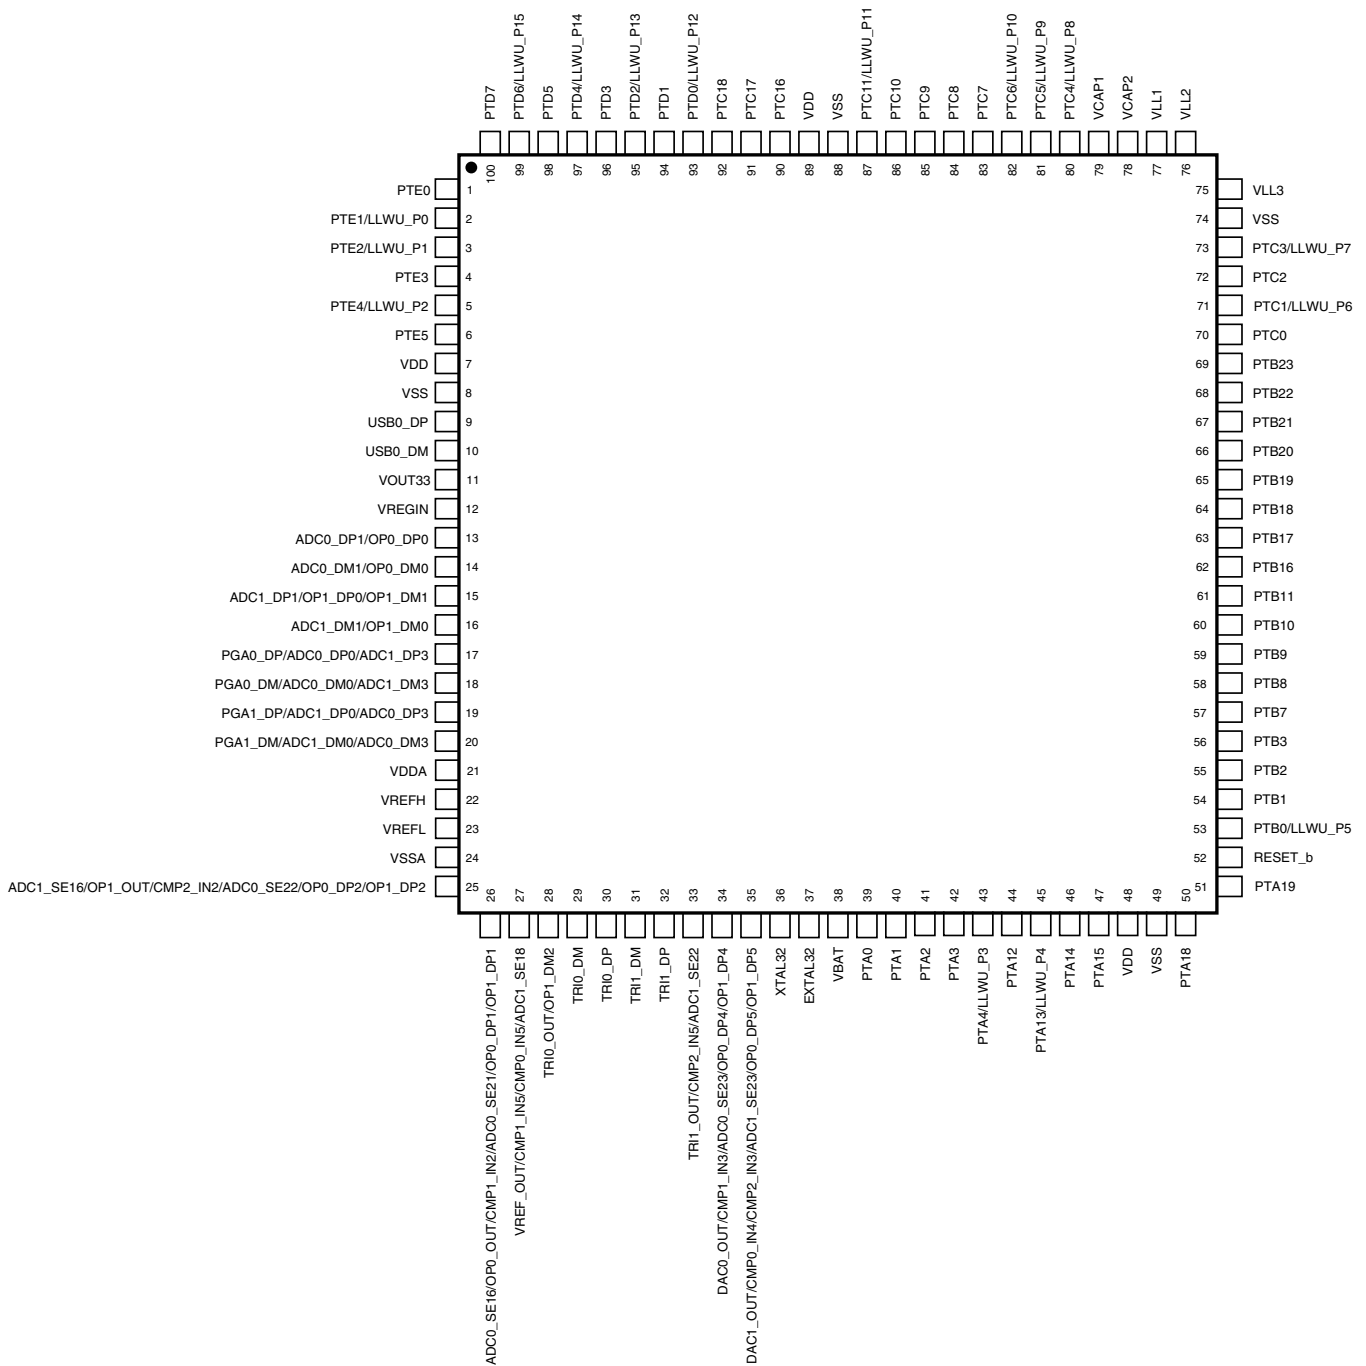 PTD7
PTD6/LLWU_P15
PTD5
PTD4/LLWU_P14
PTD3
PTD2/LLWU_P13
PTD1
PTD0/LLWU_P12
PTC18
PTC17
PTC16
VDD
VSS
PTC11/LLWU_P11
PTC10
PTC9
PTC8
PTC7
PTC6/LLWU_P10
PTC5/LLWU_P9
PTC4/LLWU_P8
VCAP1
VCAP2
VLL1
VLL2
100
99
98
97
96
95
94
93
92
91
90
89
88
87
86
85
84
83
82
81
80
79
78
77
76
PTE0 1
PTE1/LLWU_P0 2
PTE2/LLWU_P1 3
PTE3 4
PTE4/LLWU_P2 5
PTE5 6
VDD 7
VSS 8
USB0_DP 9
USB0_DM 10
VOUT33 11
VREGIN 12
ADC0_DP1/OP0_DP0 13
ADC0_DM1/OP0_DM0 14
ADC1_DP1/OP1_DP0/OP1_DM1 15
ADC1_DM1/OP1_DM0 16
PGA0_DP/ADC0_DP0/ADC1_DP3 17
PGA0_DM/ADC0_DM0/ADC1_DM3 18
PGA1_DP/ADC1_DP0/ADC0_DP3 19
PGA1_DM/ADC1_DM0/ADC0_DM3 20
VDDA 21
VREFH 22
VREFL 23
VSSA 24
ADC1_SE16/OP1_OUT/CMP2_IN2/ADC0_SE22/OP0_DP2/OP1_DP2 25
75 VLL3
74 VSS
73 PTC3/LLWU_P7
72 PTC2
71 PTC1/LLWU_P6
70 PTC0
69 PTB23
68 PTB22
67 PTB21
66 PTB20
65 PTB19
64 PTB18
63 PTB17
62 PTB16
61 PTB11
60 PTB10
59 PTB9
58 PTB8
57 PTB7
56 PTB3
55 PTB2
54 PTB1
53 PTB0/LLWU_P5
52 RESET_b
51 PTA19
26
27
28
29
30
31
32
33
34
35
36
37
38
39
40
41
42
43
44
45
46
47
48
49
50
ADC0_SE16/OP0_OUT/CMP1_IN2/ADC0_SE21/OP0_DP1/OP1_DP1
VREF_OUT/CMP1_IN5/CMP0_IN5/ADC1_SE18
TRI0_OUT/OP1_DM2
TRI0_DM
TRI0_DP
TRI1_DM
TRI1_DP
TRI1_OUT/CMP2_IN5/ADC1_SE22
DAC0_OUT/CMP1_IN3/ADC0_SE23/OP0_DP4/OP1_DP4
DAC1_OUT/CMP0_IN4/CMP2_IN3/ADC1_SE23/OP0_DP5/OP1_DP5
XTAL32
EXTAL32
VBAT
PTA0
PTA1
PTA2
PTA3
PTA4/LLWU_P3
PTA12
PTA13/LLWU_P4
PTA14
PTA15
VDD
VSS
PTA18